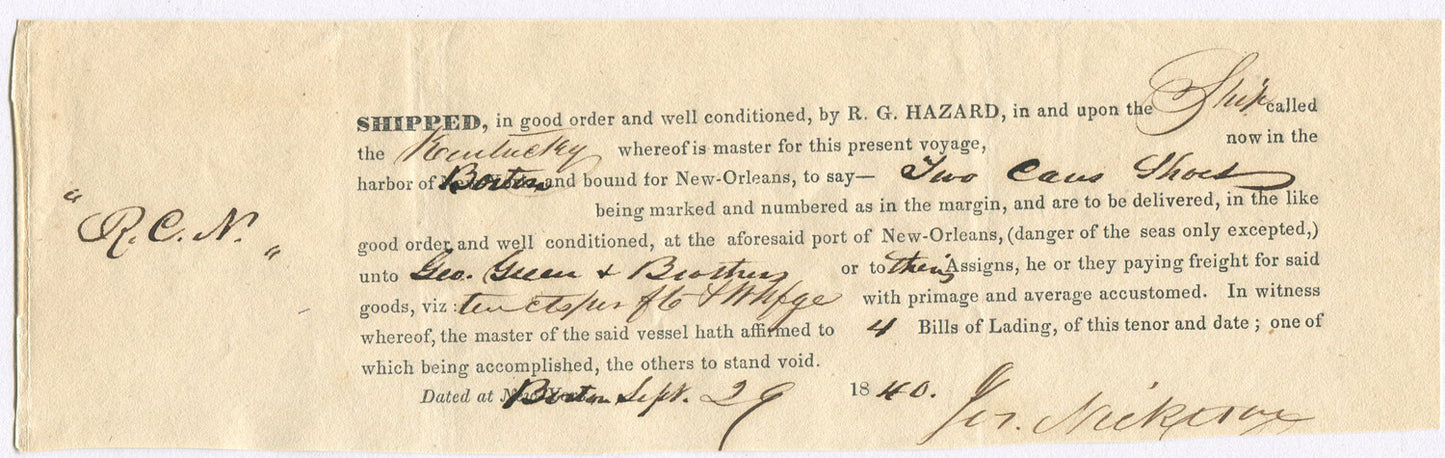 SHIPPED, in good order and well conditioned, by R. G. HAZARD, in and upon the Ship called
the Kentucky whereof is master for this present voyage, now in the
harbor of Boston and bound for New-Orleans, to say— Two Cases Shoes
being marked and numbered as in the margin, and are to be delivered, in the like
"R. C. N. "
good order and well conditioned, at the aforesaid port of New-Orleans, (danger of the seas only excepted,)
unto Geo. Green & Brothers or to their Assigns, he or they paying freight for said
goods, viz: ten cts per ft & with primage and average accustomed. In witness
whereof, the master of the said vessel hath affirmed to 4 Bills of Lading, of this tenor and date; one of
which being accomplished, the others to stand void.
Dated at Boston Sept. 29 1840. Jos. Nickerson